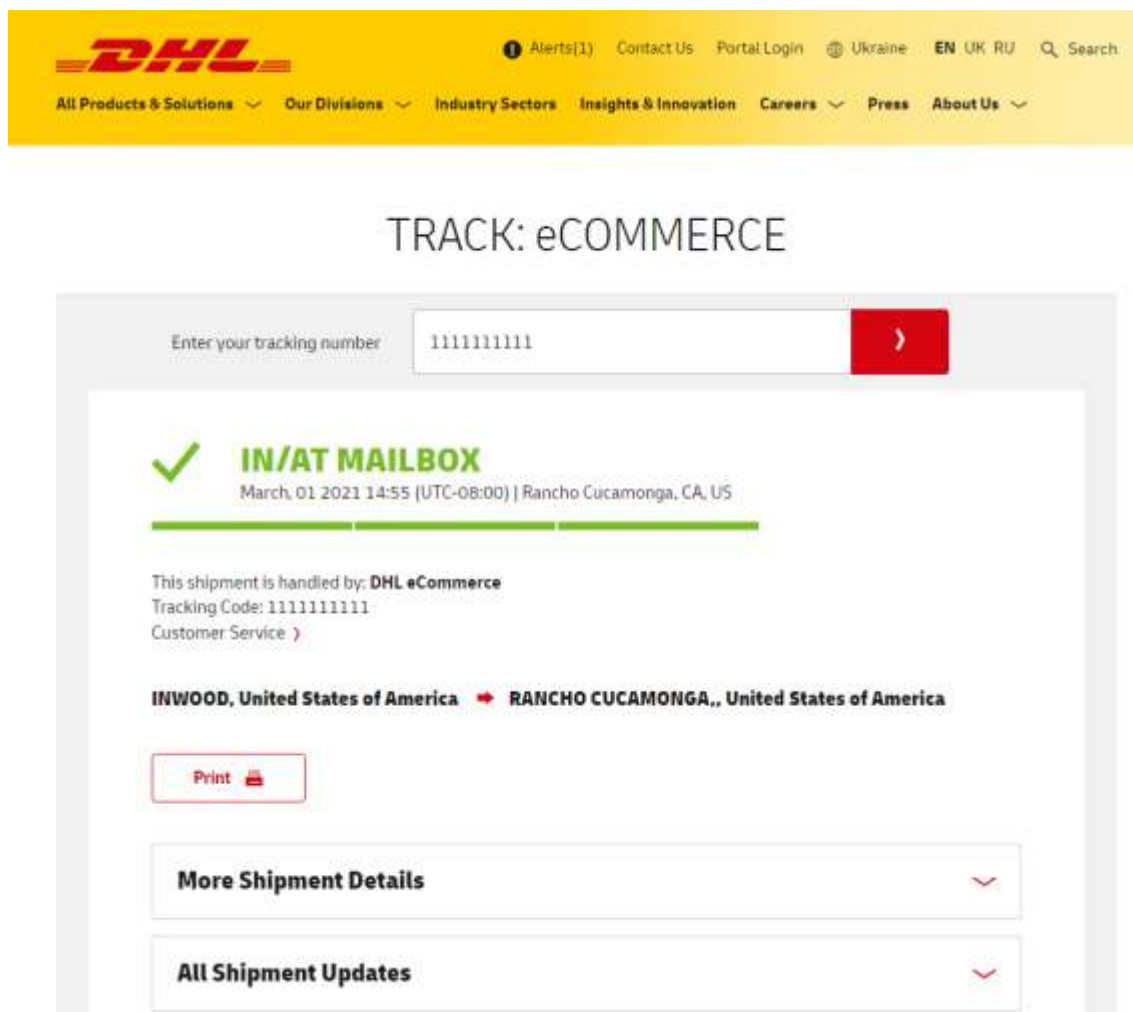 DHL
Alerts(1) Contact Us Portal Login Ukraine EN UK RU Search
All Products & Solutions Our Divisions Industry Sectors Insights & Innovation Careers Press About Us
TRACK: eCOMMERCE
Enter your tracking number 1111111111
IN/AT MAILBOX
March, 01 2021 14:55 (UTC-08:00) | Rancho Cucamonga, CA, US
This shipment is handled by: DHL eCommerce
Tracking Code: 1111111111
Customer Service
INWOOD, United States of America ➡ RANCHO CUCAMONGA,, United States of America
Print
More Shipment Details
All Shipment Updates